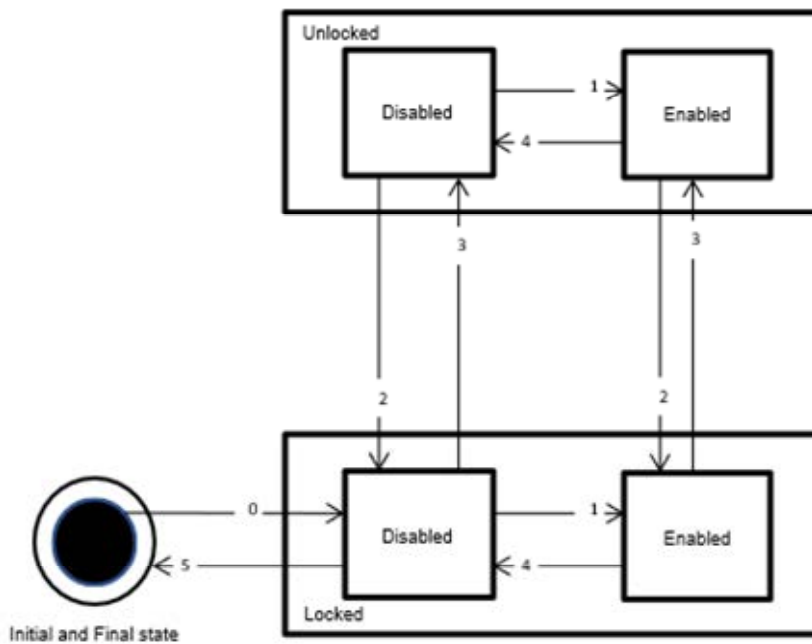 Unlocked
Disabled
1
Enabled
4
3
3
2
2
0
Disabled
1
Enabled
5
4
Locked
Initial and Final state